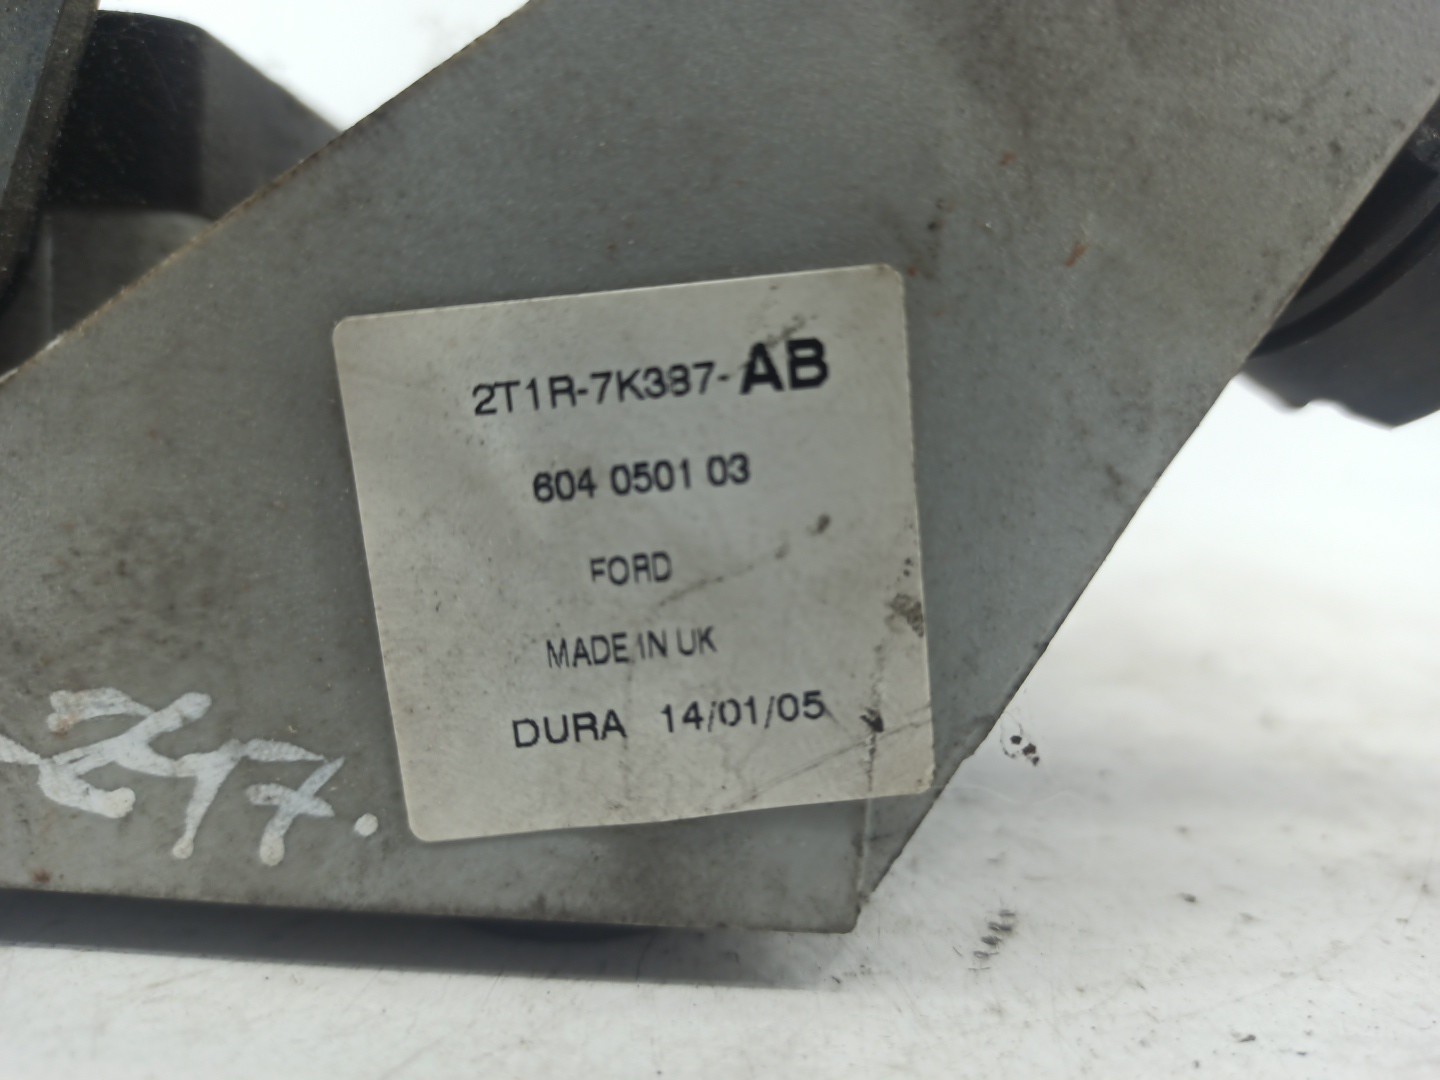 2T1R-7K387-AB
604 0501 03
FORD
MADE IN UK
DURA 14/01/05